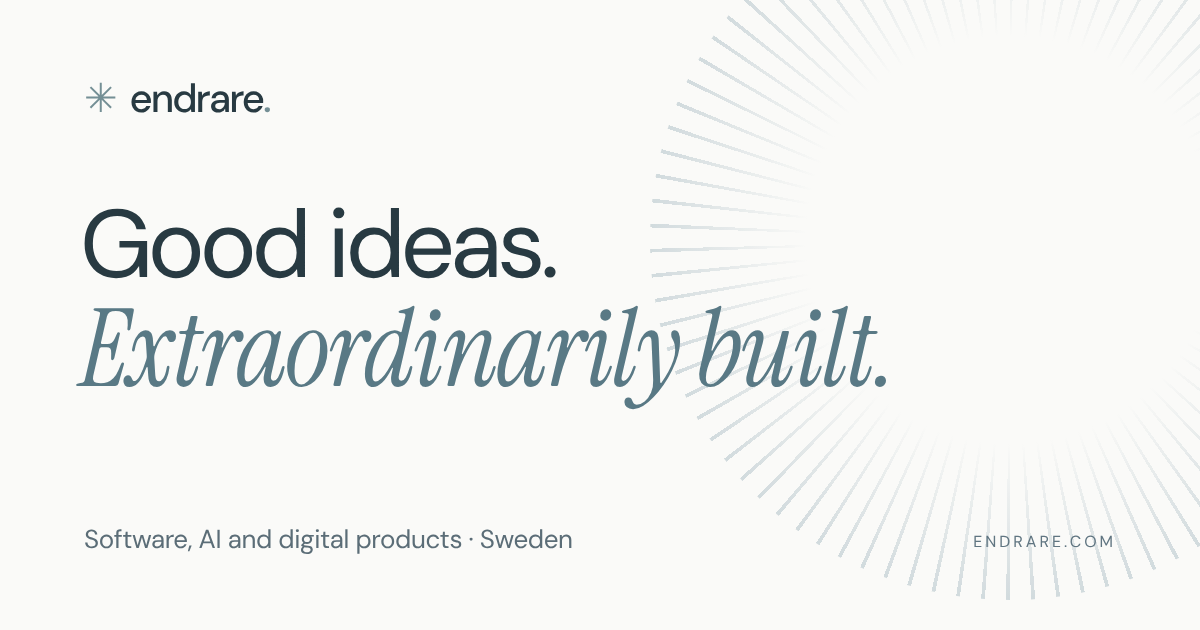 endrare.
Good ideas.
Extraordinarily built.
Software, AI and digital products · Sweden
ENDRARE.COM